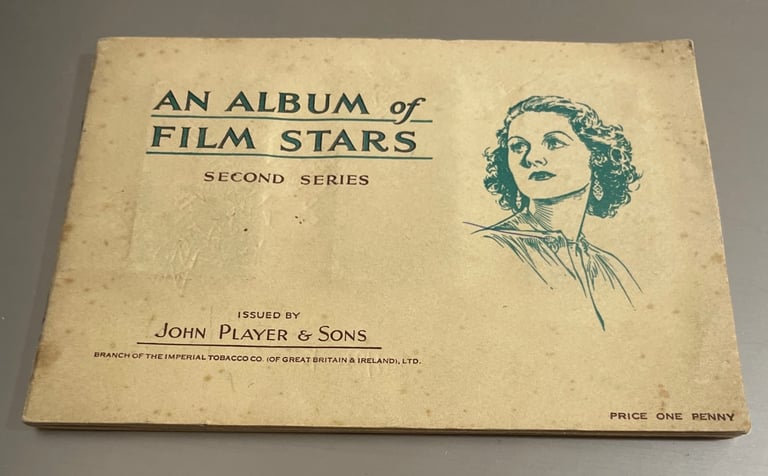 AN ALBUM of
FILM STARS
SECOND SERIES
ISSUED BY
JOHN PLAYER & SONS
BRANCH OF THE IMPERIAL TOBACCO CO. (OF GREAT BRITAIN & IRELAND), LTD.
PRICE ONE PENNY